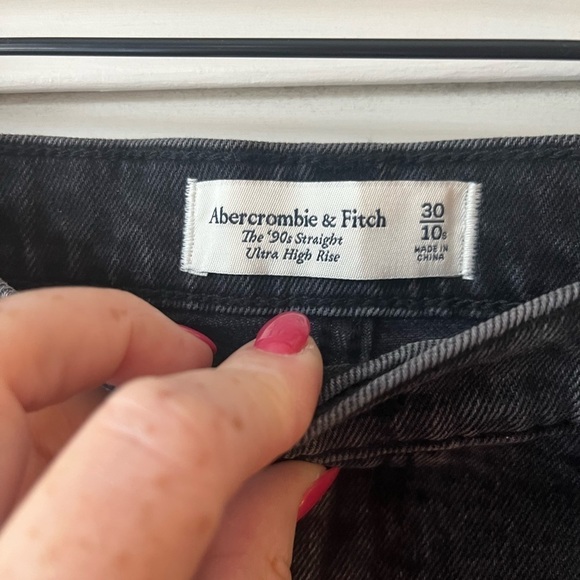 Abercrombie & Fitch
The '90s Straight
Ultra High Rise
30
10s
MADE IN
CHINA